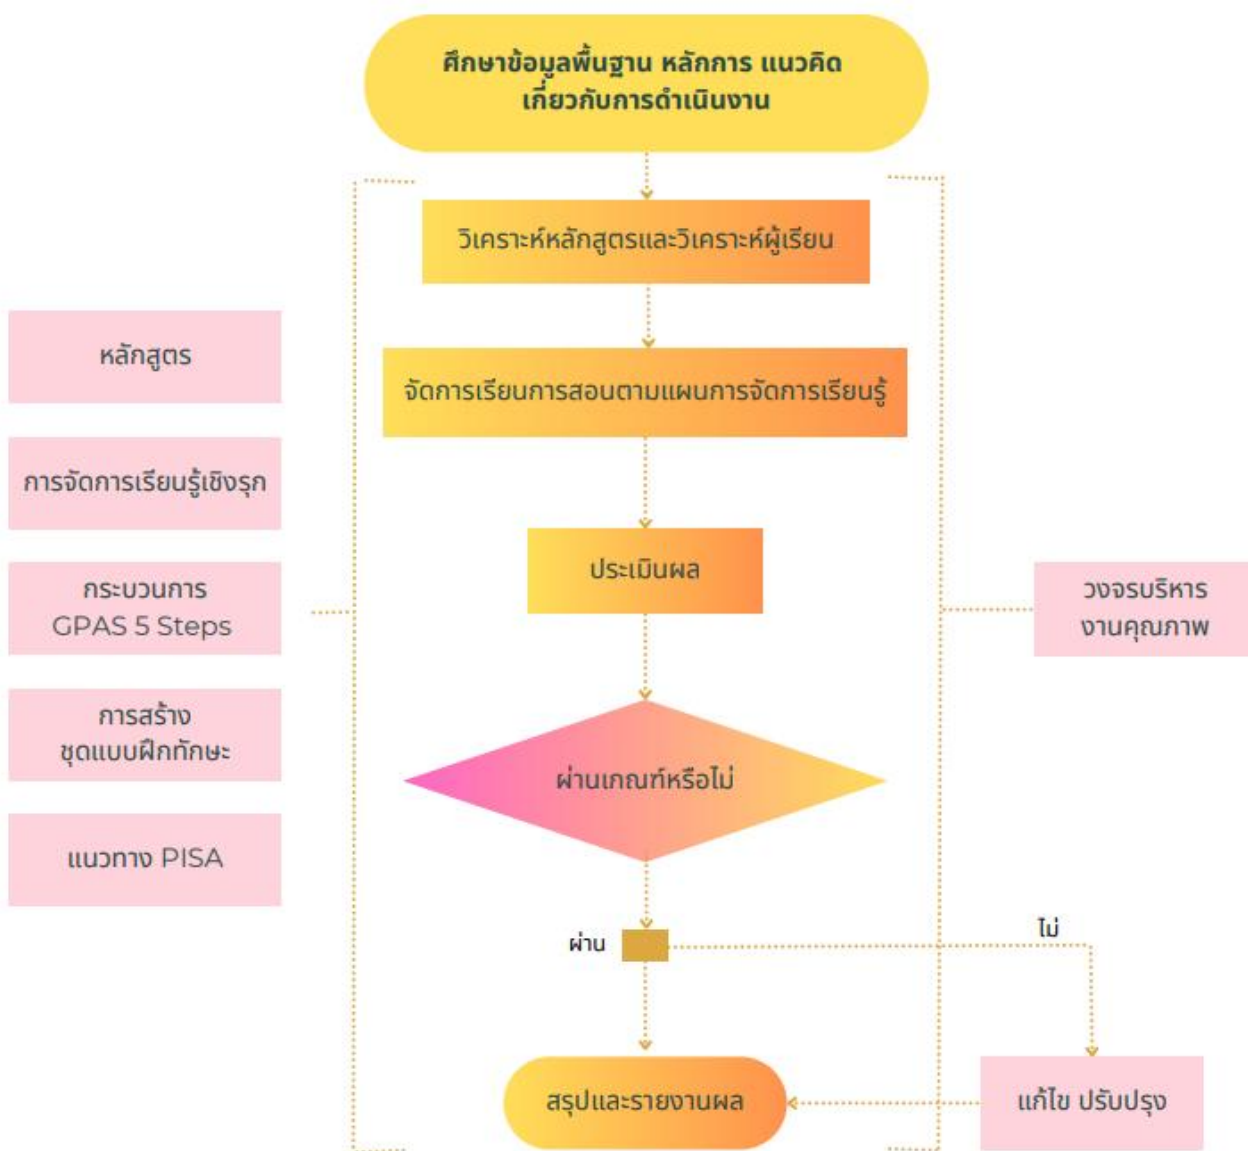 ศึกษาข้อมูลพื้นฐาน หลักการ แนวคิด
เกี่ยวกับการดำเนินงาน
วิเคราะห์หลักสูตรและวิเคราะห์ผู้เรียน
จัดการเรียนการสอนตามแผนการจัดการเรียนรู้
ประเมินผล
ผ่านเกณฑ์หรือไม่
ผ่าน
ไม่
สรุปและรายงานผล
แก้ไข ปรับปรุง
หลักสูตร
การจัดการเรียนรู้เชิงรุก
กระบวนการ
GPAS 5 Steps
การสร้าง
ชุดแบบฝึกทักษะ
แนวทาง PISA
วงจรบริหาร
งานคุณภาพ